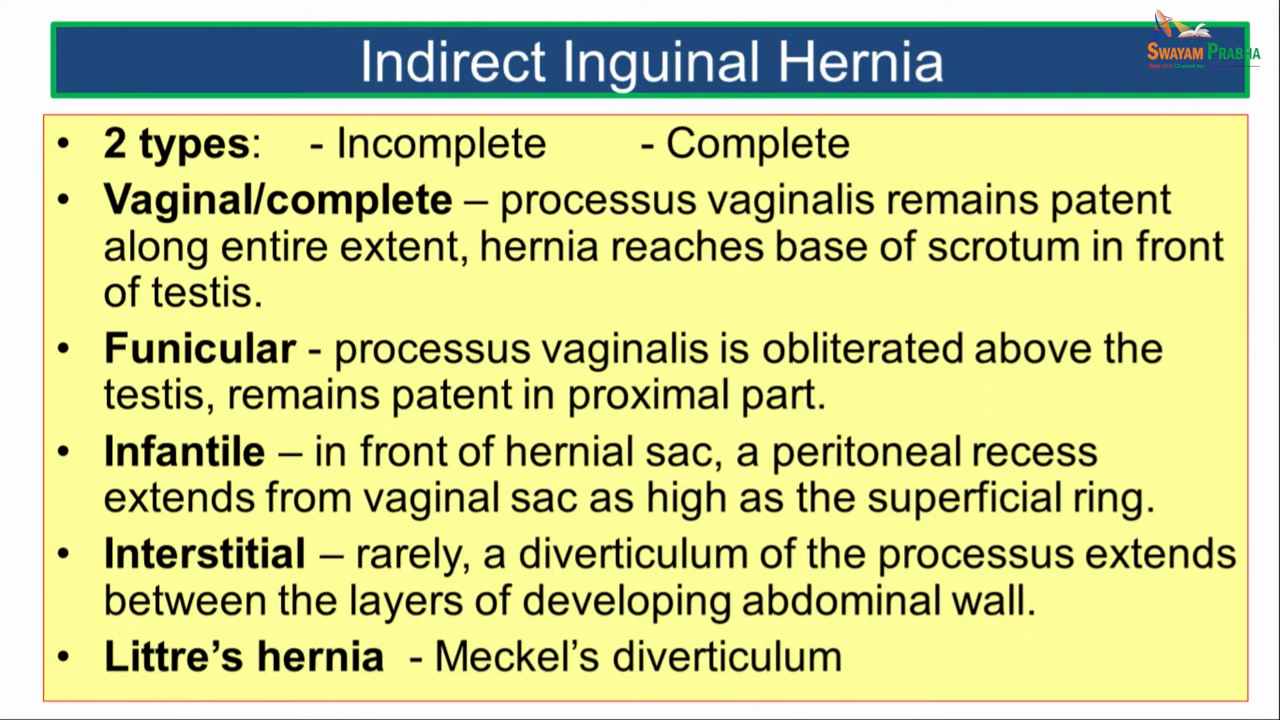 Indirect Inguinal Hernia
SWAYAM PRABHA
• 2 types: - Incomplete - Complete
• Vaginal/complete – processus vaginalis remains patent
along entire extent, hernia reaches base of scrotum in front
of testis.
• Funicular - processus vaginalis is obliterated above the
testis, remains patent in proximal part.
• Infantile – in front of hernial sac, a peritoneal recess
extends from vaginal sac as high as the superficial ring.
• Interstitial – rarely, a diverticulum of the processus extends
between the layers of developing abdominal wall.
• Littre’s hernia - Meckel’s diverticulum